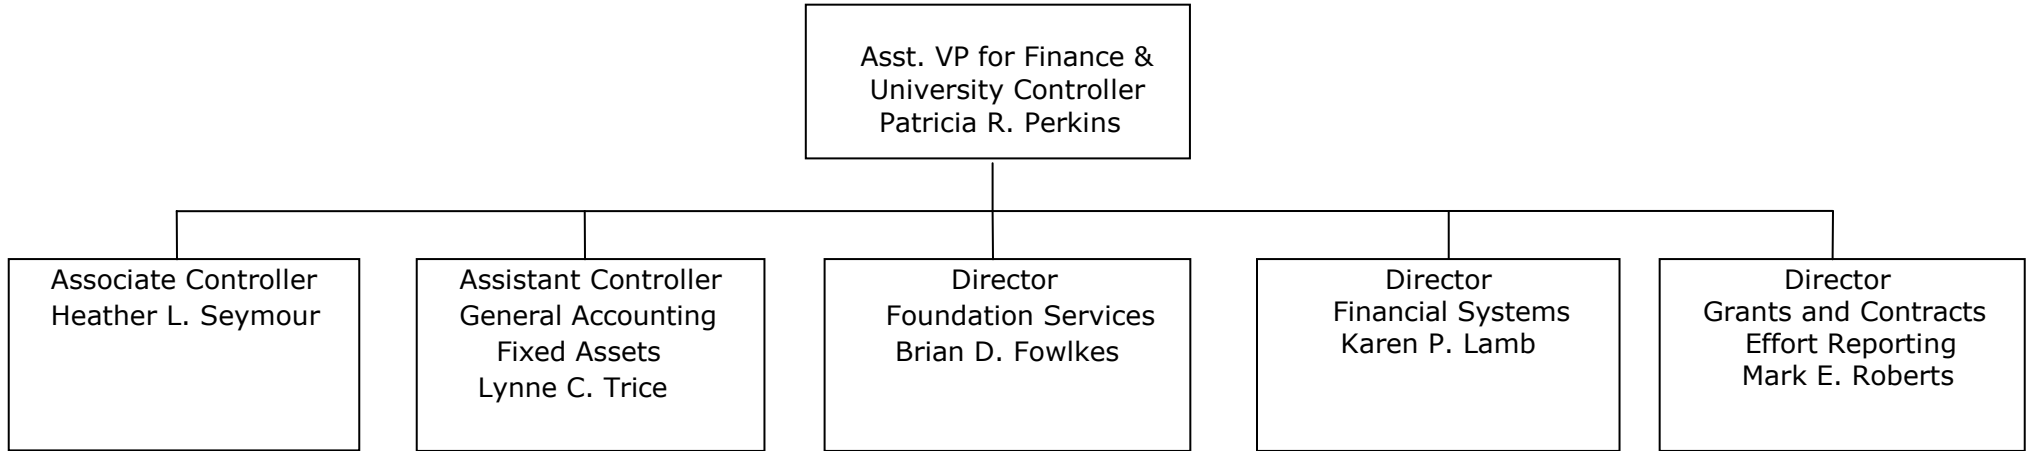 Asst. VP for Finance &
University Controller
Patricia R. Perkins
Associate Controller
Heather L. Seymour
Assistant Controller
General Accounting
Fixed Assets
Lynne C. Trice
Director
Foundation Services
Brian D. Fowlkes
Director
Financial Systems
Karen P. Lamb
Director
Grants and Contracts
Effort Reporting
Mark E. Roberts